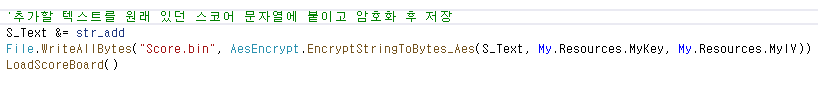 '추가할 텍스트를 원래 있던 스코어 문자열에 붙이고 암호화 후 저장
S_Text &= str_add
File.WriteAllBytes("Score.bin", AesEncrypt.EncryptStringToBytes_Aes(S_Text, My.Resources.MyKey, My.Resources.MyIV))
LoadScoreBoard()